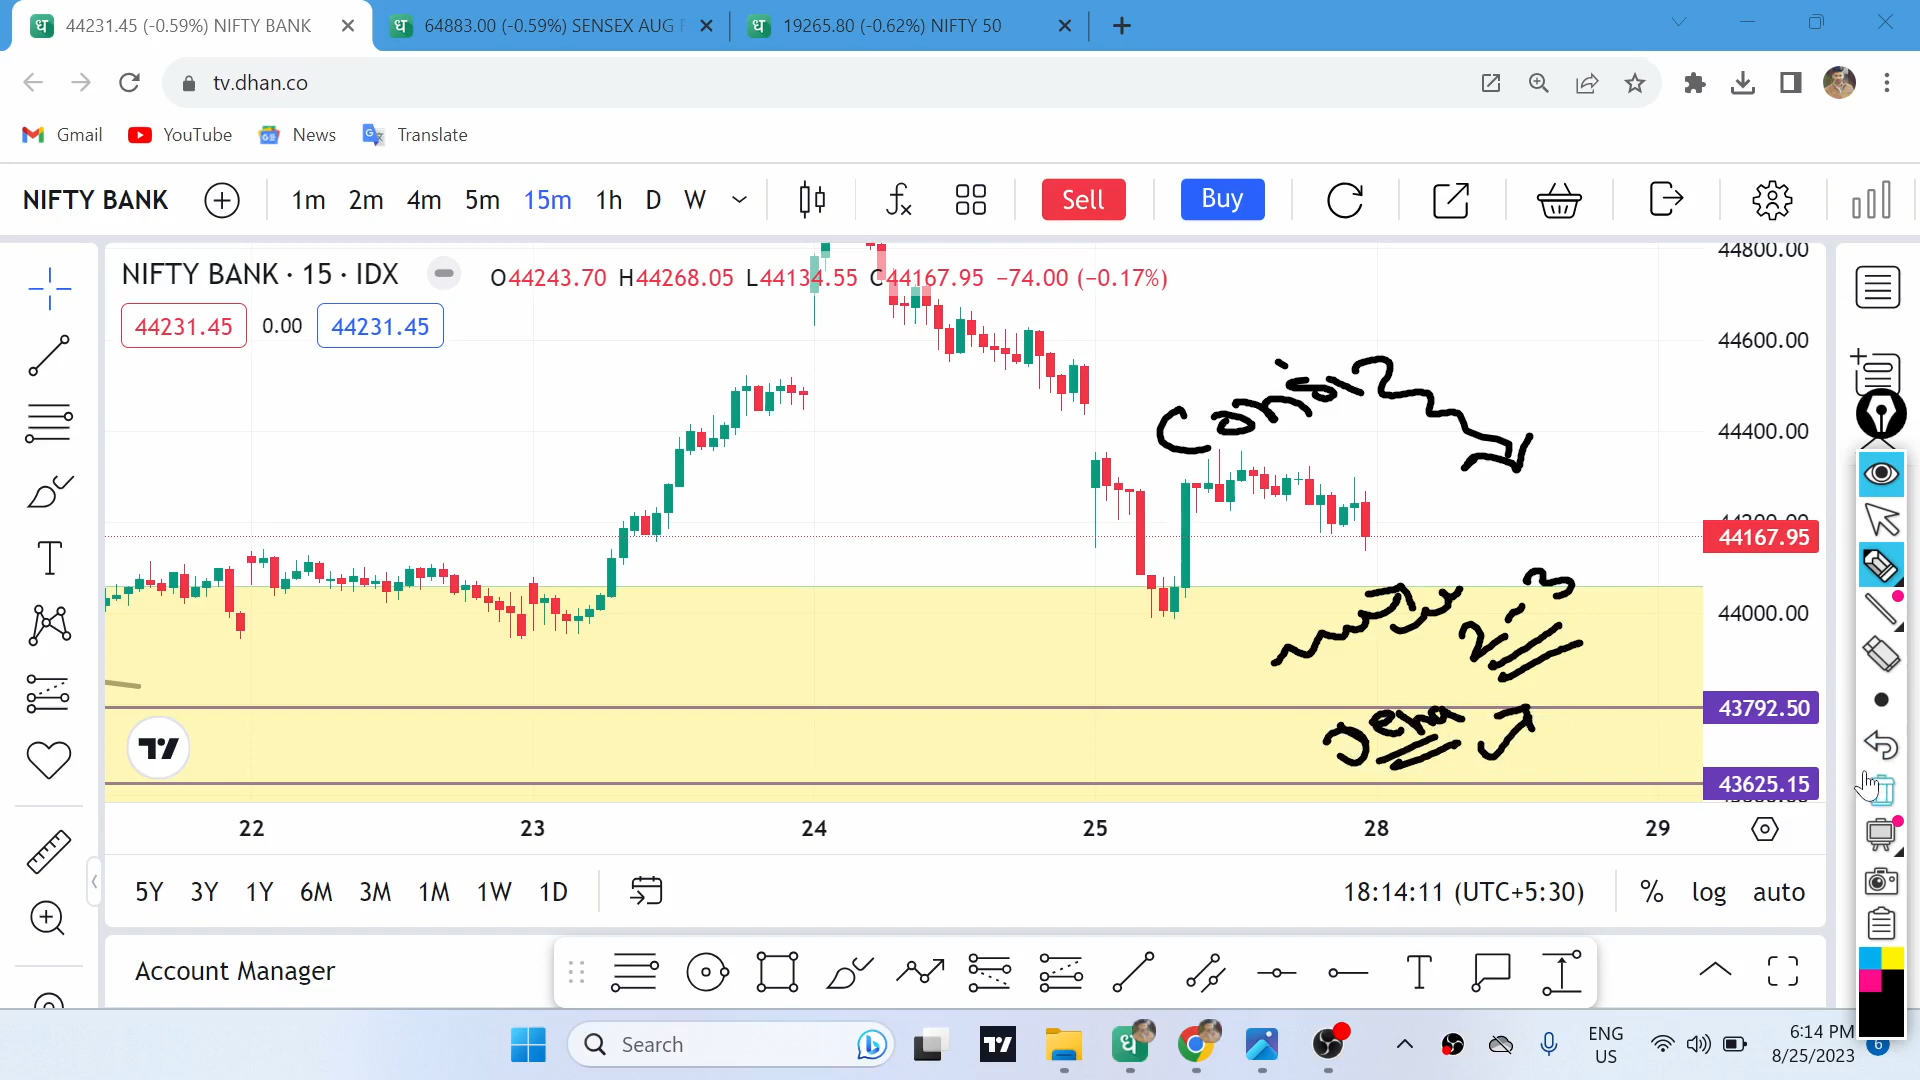 44231.45 (-0.59%) NIFTY BANK
64883.00 (-0.59%) SENSEX AUG F
19265.80 (-0.62%) NIFTY 50
tv.dhan.co
Gmail YouTube News Translate
NIFTY BANK 1m 2m 4m 5m 15m 1h D W Sell Buy
NIFTY BANK · 15 · IDX O44243.70 H44268.05 L44134.55 C44167.95 −74.00 (−0.17%)
44231.45 0.00 44231.45
44800.00
44600.00
44400.00
44167.95
44000.00
43792.50
43625.15
22 23 24 25 28 29
5Y 3Y 1Y 6M 3M 1M 1W 1D 18:14:11 (UTC+5:30) % log auto
Account Manager
Search
ENG
US
6:14 PM
8/25/2023
6